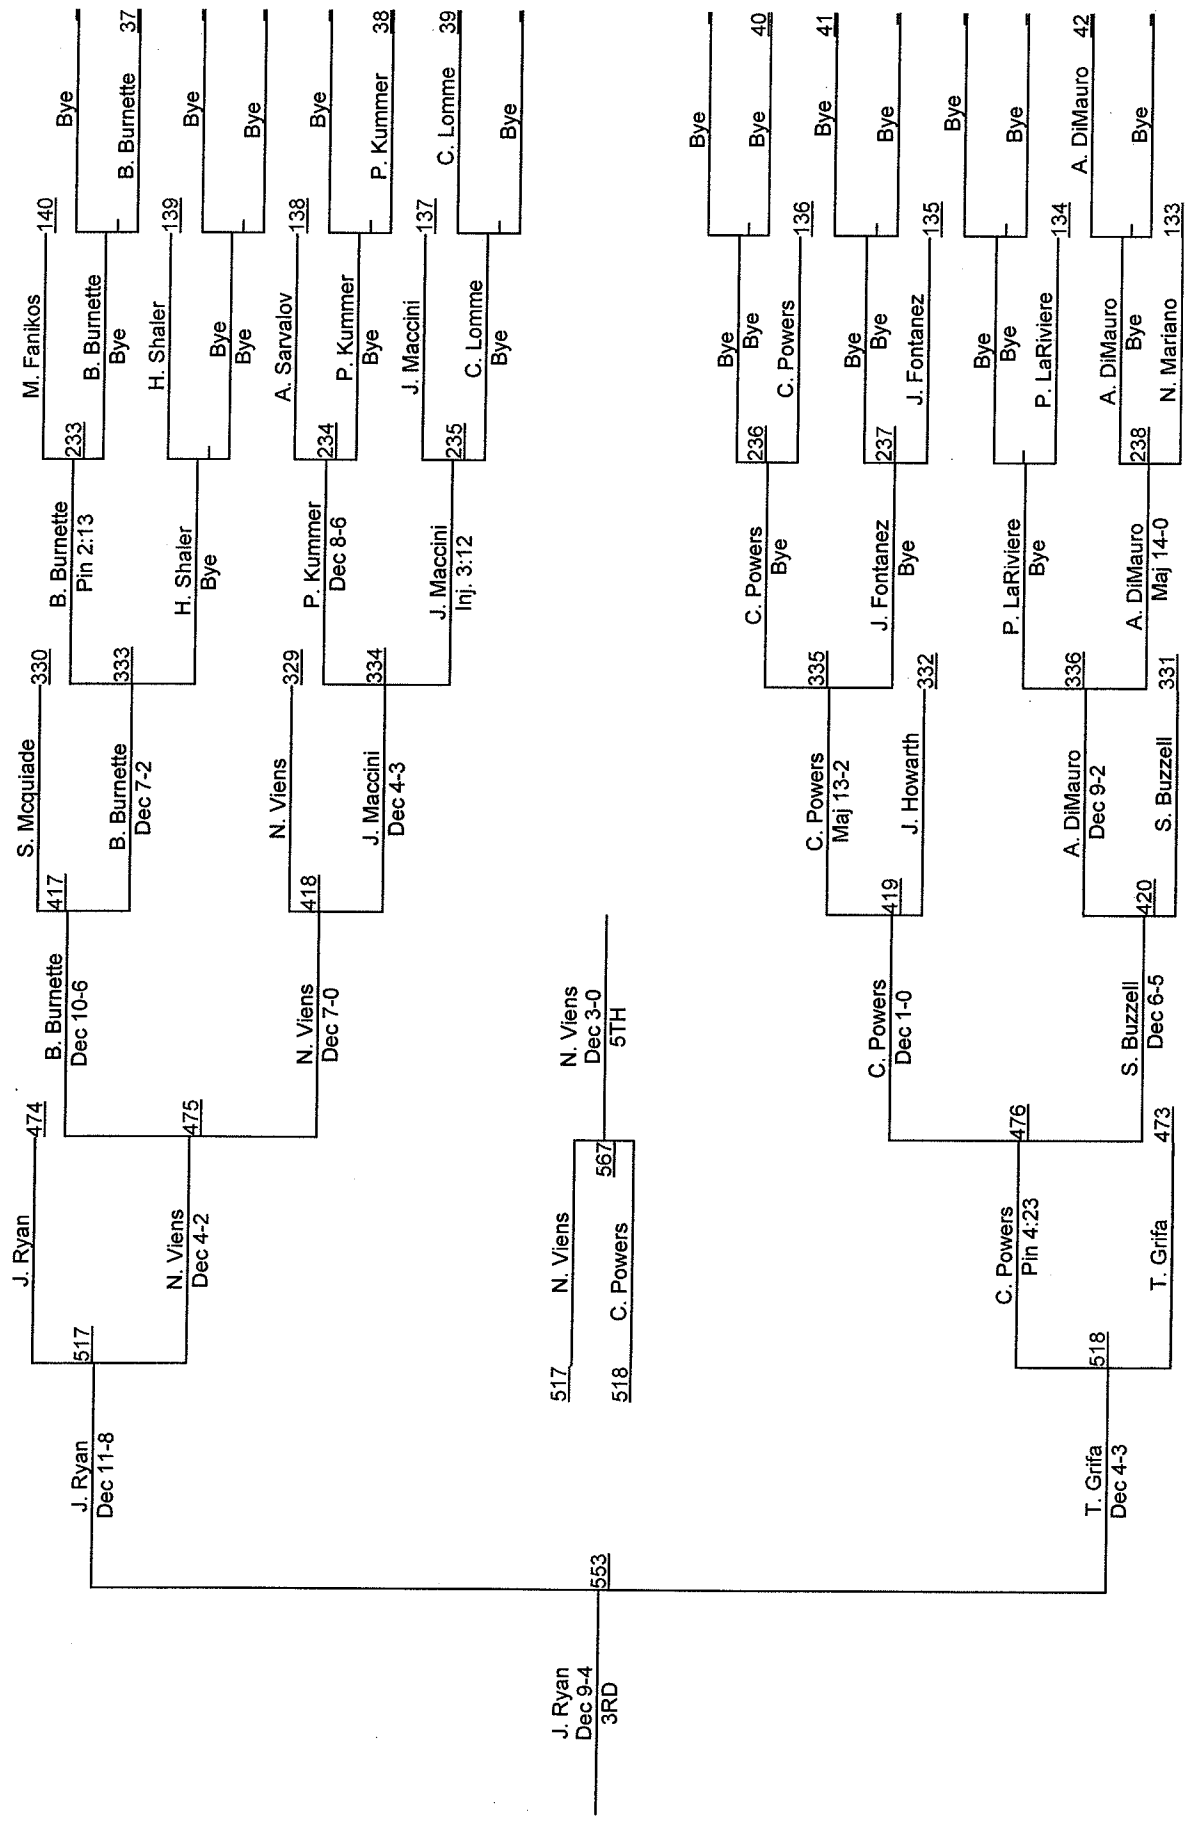 Bye
B. Burnette 37
Bye
Bye
Bye
P. Kummer 38
C. Lomme 39
Bye
Bye
Bye 40
Bye 41
Bye
Bye
Bye
A. DiMauro 42
Bye
M. Fanikos 140
B. Burnette
Bye
H. Shaler 139
Bye
Bye
A. Sarvalov 138
P. Kummer
Bye
J. Maccini 137
C. Lomme
Bye
Bye
Bye
C. Powers 136
Bye
Bye
J. Fontanez 135
Bye
Bye
P. LaRiviere 134
A. DiMauro
Bye
N. Mariano 133
B. Burnette 233
Pin 2:13
H. Shaler
Bye
P. Kummer 234
Dec 8-6
J. Maccini 235
Inj. 3:12
C. Powers 236
Bye
J. Fontanez 237
Bye
P. LaRiviere
Bye
A. DiMauro 238
Maj 14-0
S. Mcquiade 330
B. Burnette 333
Dec 7-2
N. Viens 329
J. Maccini 334
Dec 4-3
C. Powers 335
Maj 13-2
J. Howarth 332
A. DiMauro 336
Dec 9-2
S. Buzzell 331
B. Burnette 417
Dec 10-6
N. Viens 418
Dec 7-0
C. Powers 419
Dec 1-0
S. Buzzell 420
Dec 6-5
J. Ryan 474
N. Viens 475
Dec 4-2
C. Powers 476
Pin 4:23
T. Grifa 473
J. Ryan 517
Dec 11-8
T. Grifa 518
Dec 4-3
J. Ryan 553
Dec 9-4
3RD
517 N. Viens
518 C. Powers
567
N. Viens
Dec 3-0
5TH